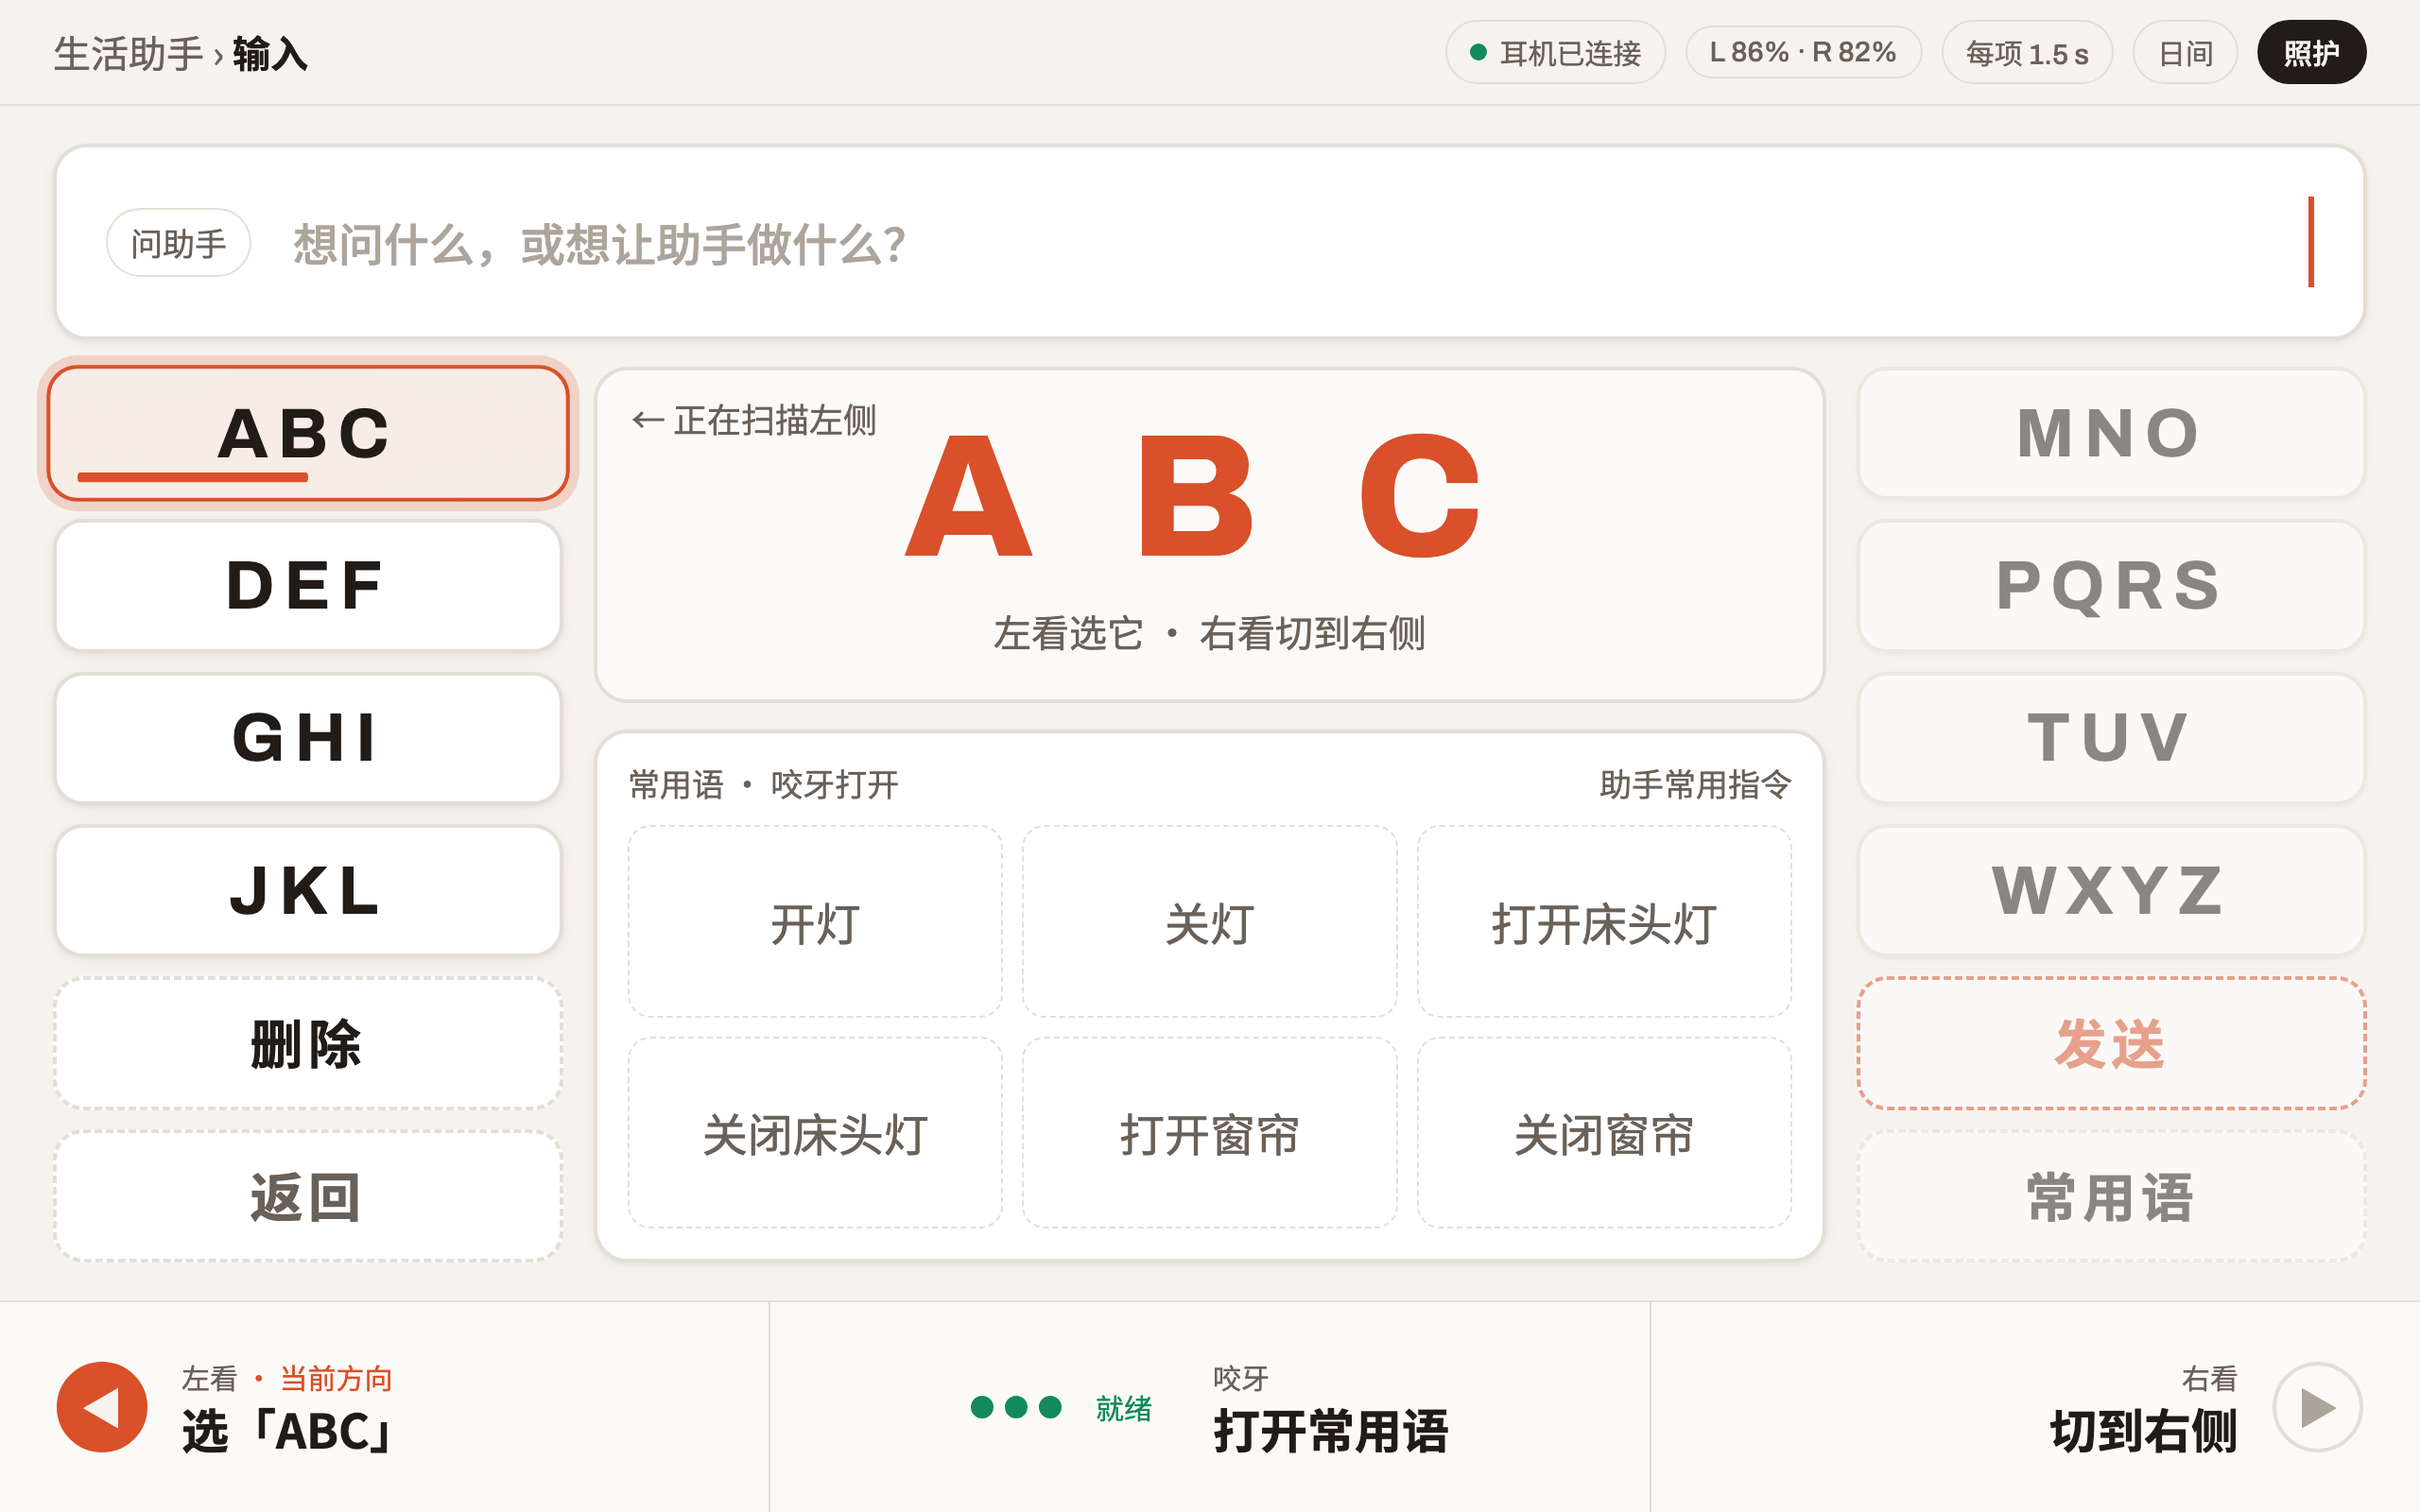 生活助手 › 输入
耳机已连接
L 86% · R 82%
每项 1.5 s
日间
照护
问助手
想问什么，或想让助手做什么？
ABC
DEF
GHI
JKL
删除
返回
← 正在扫描左侧
A B C
左看选它 · 右看切到右侧
常用语 · 咬牙打开
助手常用指令
开灯
关灯
打开床头灯
关闭床头灯
打开窗帘
关闭窗帘
MNO
PQRS
TUV
WXYZ
发送
常用语
左看 · 当前方向
选「ABC」
就绪
咬牙
打开常用语
右看
切到右侧